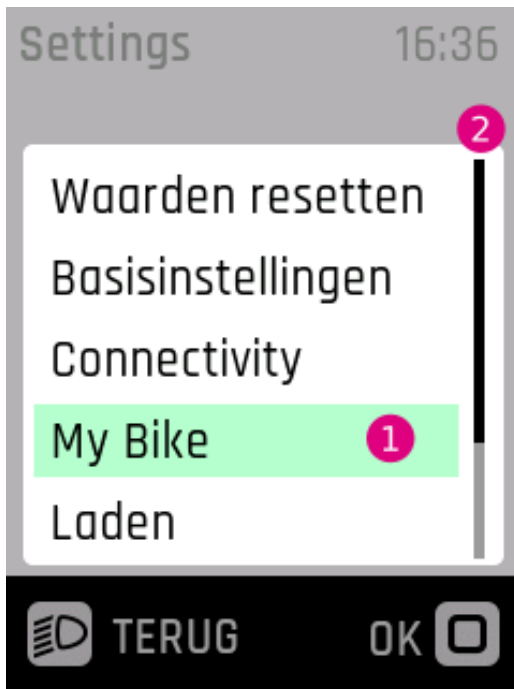 Settings 16:36
2
Waarden resetten
Basisinstellingen
Connectivity
My Bike 1
Laden
TERUG OK